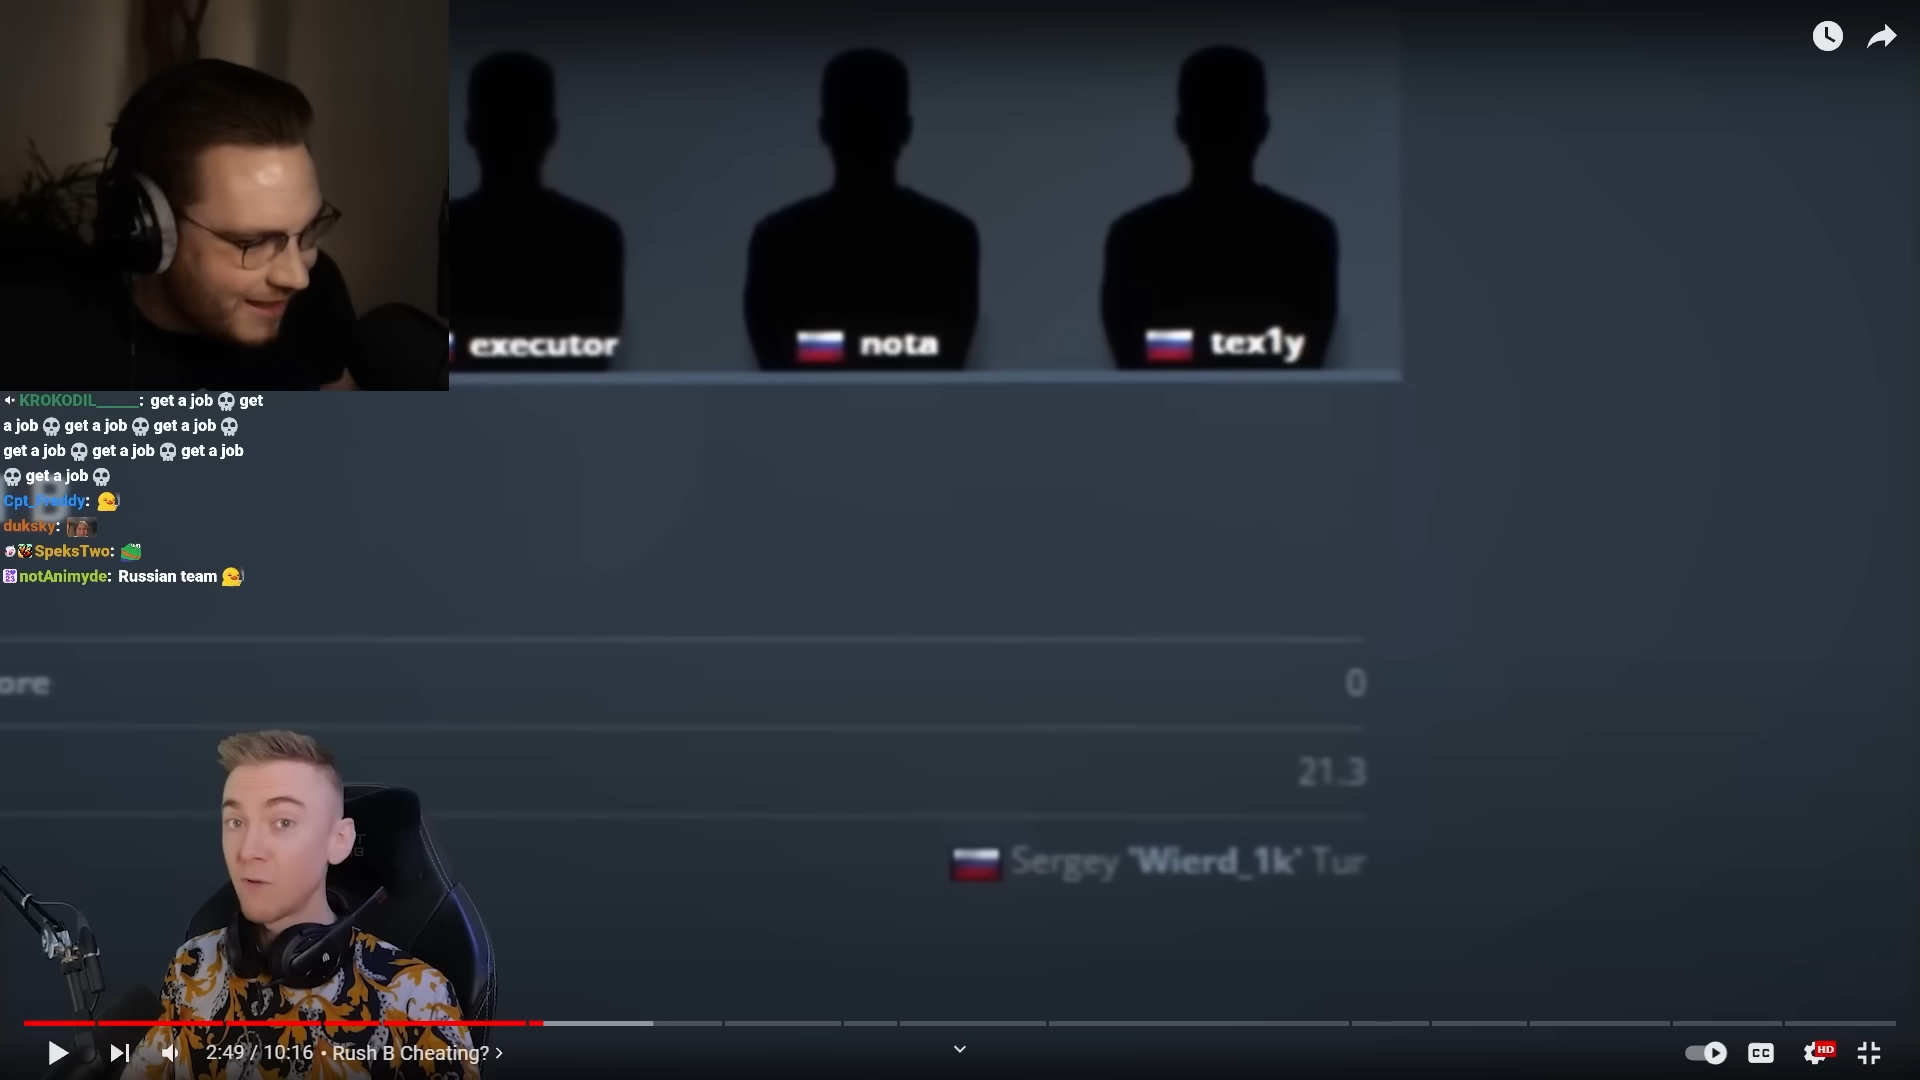 executor
nota
tex1y
KROKODIL_____: get a job 💀 get
a job 💀 get a job 💀 get a job 💀
get a job 💀 get a job 💀 get a job
💀 get a job 💀
Cpt_Freddy:
duksky:
SpeksTwo:
notAnimyde: Russian team
B
ore
0
21.3
Sergey "Wierd_1k" Tur
2:49 / 10:16 • Rush B Cheating? >
CC
HD